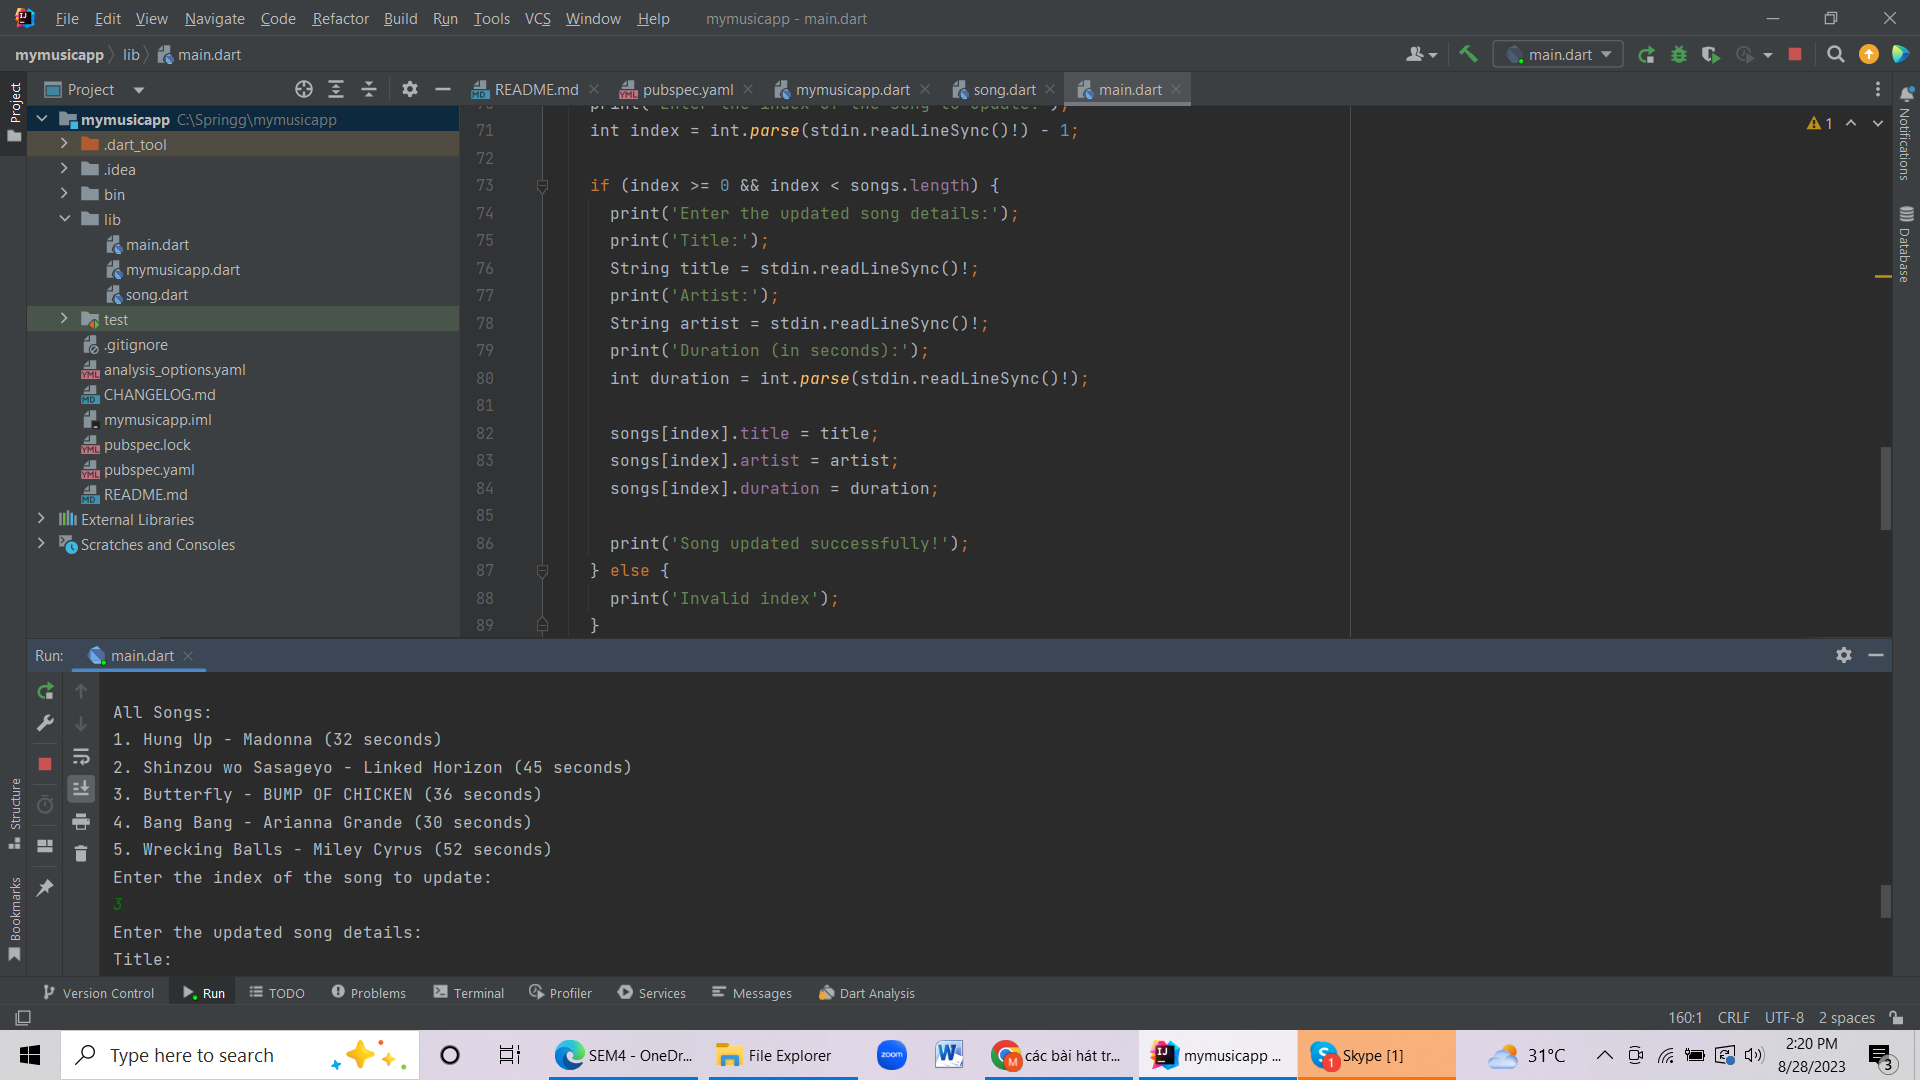 File Edit View Navigate Code Refactor Build Run Tools VCS Window Help mymusicapp - main.dart
mymusicapp lib main.dart main.dart
Project
Project README.md pubspec.yaml mymusicapp.dart song.dart main.dart
mymusicapp C:\Springg\mymusicapp
.dart_tool
.idea
bin
lib
main.dart
mymusicapp.dart
song.dart
test
.gitignore
analysis_options.yaml
CHANGELOG.md
mymusicapp.iml
pubspec.lock
pubspec.yaml
README.md
External Libraries
Scratches and Consoles
70 print('Enter the index of the song to update:');
71 int index = int.parse(stdin.readLineSync()!) - 1;
72
73 if (index >= 0 && index < songs.length) {
74 print('Enter the updated song details:');
75 print('Title:');
76 String title = stdin.readLineSync()!;
77 print('Artist:');
78 String artist = stdin.readLineSync()!;
79 print('Duration (in seconds):');
80 int duration = int.parse(stdin.readLineSync()!);
81
82 songs[index].title = title;
83 songs[index].artist = artist;
84 songs[index].duration = duration;
85
86 print('Song updated successfully!');
87 } else {
88 print('Invalid index');
89 }
1
Notifications
Database
Run: main.dart
All Songs:
1. Hung Up - Madonna (32 seconds)
2. Shinzou wo Sasageyo - Linked Horizon (45 seconds)
3. Butterfly - BUMP OF CHICKEN (36 seconds)
4. Bang Bang - Arianna Grande (30 seconds)
5. Wrecking Balls - Miley Cyrus (52 seconds)
Enter the index of the song to update:
3
Enter the updated song details:
Title:
Structure
Bookmarks
Version Control Run TODO Problems Terminal Profiler Services Messages Dart Analysis
160:1 CRLF UTF-8 2 spaces
Type here to search SEM4 - OneDr... File Explorer zoom W các bài hát tr... mymusicapp ... Skype [1] 31°C 2:20 PM
8/28/2023 3